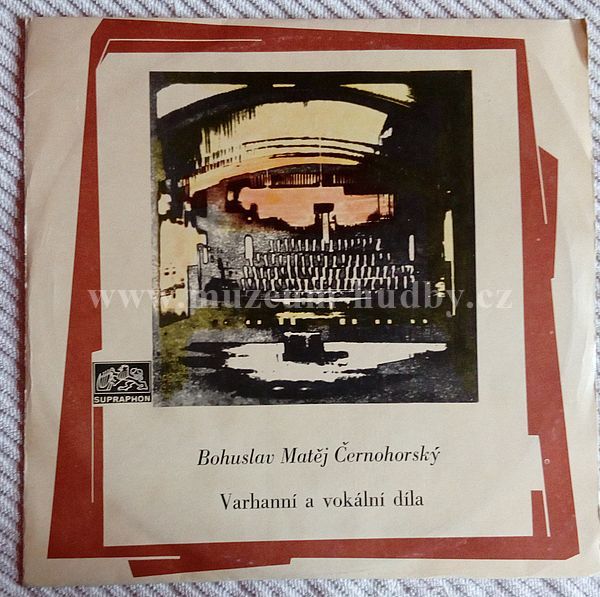 www.muzeum-hudby.cz
SUPRAPHON
Bohuslav Matěj Černohorský
Varhanní a vokální díla